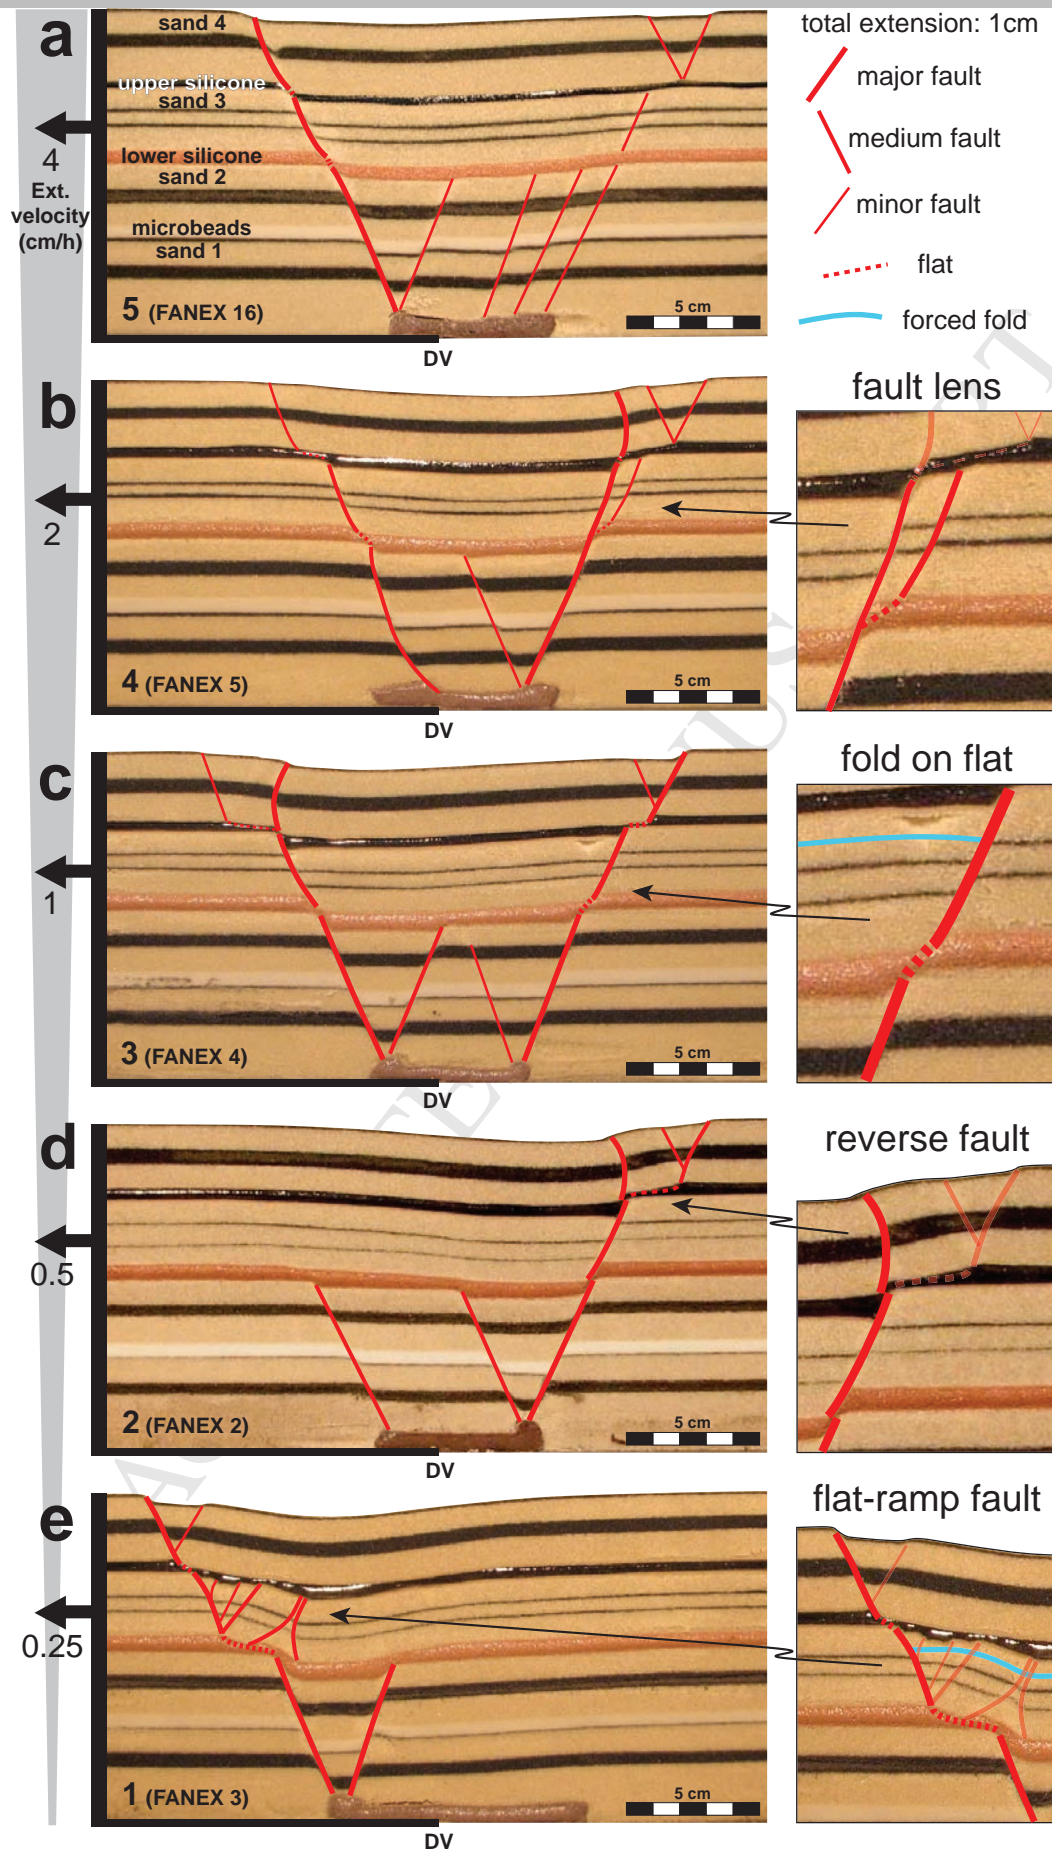 a
sand 4
upper silicone
sand 3
lower silicone
sand 2
microbeads
sand 1
4
Ext.
velocity
(cm/h)
5 (FANEX 16)
5 cm
DV
total extension: 1cm
major fault
medium fault
minor fault
flat
forced fold
b
2
4 (FANEX 5)
5 cm
DV
fault lens
c
1
3 (FANEX 4)
5 cm
DV
fold on flat
d
0.5
2 (FANEX 2)
5 cm
DV
reverse fault
e
0.25
1 (FANEX 3)
5 cm
DV
flat-ramp fault